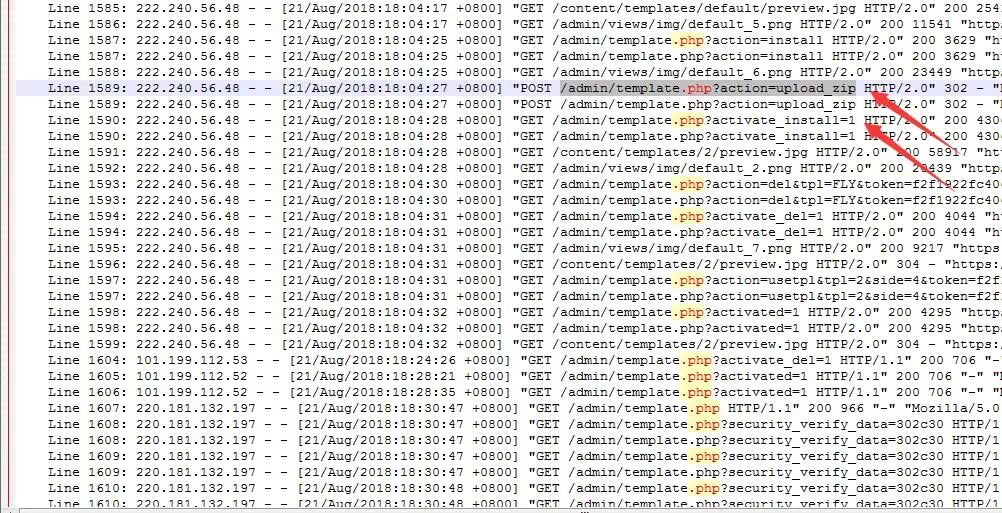 Line 1585: 222.240.56.48 - - [21/Aug/2018:18:04:17 +0800] "GET /content/templates/default/preview.jpg HTTP/2.0" 200 254
Line 1586: 222.240.56.48 - - [21/Aug/2018:18:04:17 +0800] "GET /admin/views/img/default_5.png HTTP/2.0" 200 11541 "http
Line 1587: 222.240.56.48 - - [21/Aug/2018:18:04:25 +0800] "GET /admin/template.php?action=install HTTP/2.0" 200 3629 "h
Line 1587: 222.240.56.48 - - [21/Aug/2018:18:04:25 +0800] "GET /admin/template.php?action=install HTTP/2.0" 200 3629 "h
Line 1588: 222.240.56.48 - - [21/Aug/2018:18:04:25 +0800] "GET /admin/views/img/default_6.png HTTP/2.0" 200 23449 "http
Line 1589: 222.240.56.48 - - [21/Aug/2018:18:04:27 +0800] "POST /admin/template.php?action=upload_zip HTTP/2.0" 302 - "
Line 1589: 222.240.56.48 - - [21/Aug/2018:18:04:27 +0800] "POST /admin/template.php?action=upload_zip HTTP/2.0" 302 - "
Line 1590: 222.240.56.48 - - [21/Aug/2018:18:04:28 +0800] "GET /admin/template.php?activate_install=1 HTTP/2.0" 200 430
Line 1590: 222.240.56.48 - - [21/Aug/2018:18:04:28 +0800] "GET /admin/template.php?activate_install=1 HTTP/2.0" 200 430
Line 1591: 222.240.56.48 - - [21/Aug/2018:18:04:28 +0800] "GET /content/templates/2/preview.jpg HTTP/2.0" 200 58917 "ht
Line 1592: 222.240.56.48 - - [21/Aug/2018:18:04:28 +0800] "GET /admin/views/img/default_2.png HTTP/2.0" 200 "http
Line 1593: 222.240.56.48 - - [21/Aug/2018:18:04:30 +0800] "GET /admin/template.php?action=del&tpl=FLY&token=f2f1922fc40
Line 1593: 222.240.56.48 - - [21/Aug/2018:18:04:30 +0800] "GET /admin/template.php?action=del&tpl=FLY&token=f2f1922fc40
Line 1594: 222.240.56.48 - - [21/Aug/2018:18:04:31 +0800] "GET /admin/template.php?activate_del=1 HTTP/2.0" 200 4044 "h
Line 1594: 222.240.56.48 - - [21/Aug/2018:18:04:31 +0800] "GET /admin/template.php?activate_del=1 HTTP/2.0" 200 4044 "h
Line 1595: 222.240.56.48 - - [21/Aug/2018:18:04:31 +0800] "GET /admin/views/img/default_7.png HTTP/2.0" 200 9217 "https
Line 1596: 222.240.56.48 - - [21/Aug/2018:18:04:31 +0800] "GET /content/templates/2/preview.jpg HTTP/2.0" 304 - "https:
Line 1597: 222.240.56.48 - - [21/Aug/2018:18:04:31 +0800] "GET /admin/template.php?action=usetpl&tpl=2&side=4&token=f2f
Line 1597: 222.240.56.48 - - [21/Aug/2018:18:04:31 +0800] "GET /admin/template.php?action=usetpl&tpl=2&side=4&token=f2f
Line 1598: 222.240.56.48 - - [21/Aug/2018:18:04:32 +0800] "GET /admin/template.php?activated=1 HTTP/2.0" 200 4295 "http
Line 1598: 222.240.56.48 - - [21/Aug/2018:18:04:32 +0800] "GET /admin/template.php?activated=1 HTTP/2.0" 200 4295 "http
Line 1599: 222.240.56.48 - - [21/Aug/2018:18:04:32 +0800] "GET /content/templates/2/preview.jpg HTTP/2.0" 304 - "https:
Line 1604: 101.199.112.53 - - [21/Aug/2018:18:24:26 +0800] "GET /admin/template.php?activate_del=1 HTTP/1.1" 200 706 "-
Line 1605: 101.199.112.52 - - [21/Aug/2018:18:28:21 +0800] "GET /admin/template.php?activated=1 HTTP/1.1" 200 706 "-" "
Line 1606: 101.199.112.52 - - [21/Aug/2018:18:28:35 +0800] "GET /admin/template.php?activated=1 HTTP/1.1" 200 706 "-" "
Line 1607: 220.181.132.197 - - [21/Aug/2018:18:30:47 +0800] "GET /admin/template.php HTTP/1.1" 200 966 "-" "Mozilla/5.0
Line 1608: 220.181.132.197 - - [21/Aug/2018:18:30:47 +0800] "GET /admin/template.php?security_verify_data=302c30 HTTP/1
Line 1608: 220.181.132.197 - - [21/Aug/2018:18:30:47 +0800] "GET /admin/template.php?security_verify_data=302c30 HTTP/1
Line 1609: 220.181.132.197 - - [21/Aug/2018:18:30:47 +0800] "GET /admin/template.php?security_verify_data=302c30 HTTP/1
Line 1609: 220.181.132.197 - - [21/Aug/2018:18:30:47 +0800] "GET /admin/template.php?security_verify_data=302c30 HTTP/1
Line 1610: 220.181.132.197 - - [21/Aug/2018:18:30:48 +0800] "GET /admin/template.php?security_verify_data=302c30 HTTP/1
Line 1610: 220.181.132.197 - - [21/Aug/2018:18:30:48 +0800] "GET /admin/template.php?security_verify_data=302c30 HTTP/1